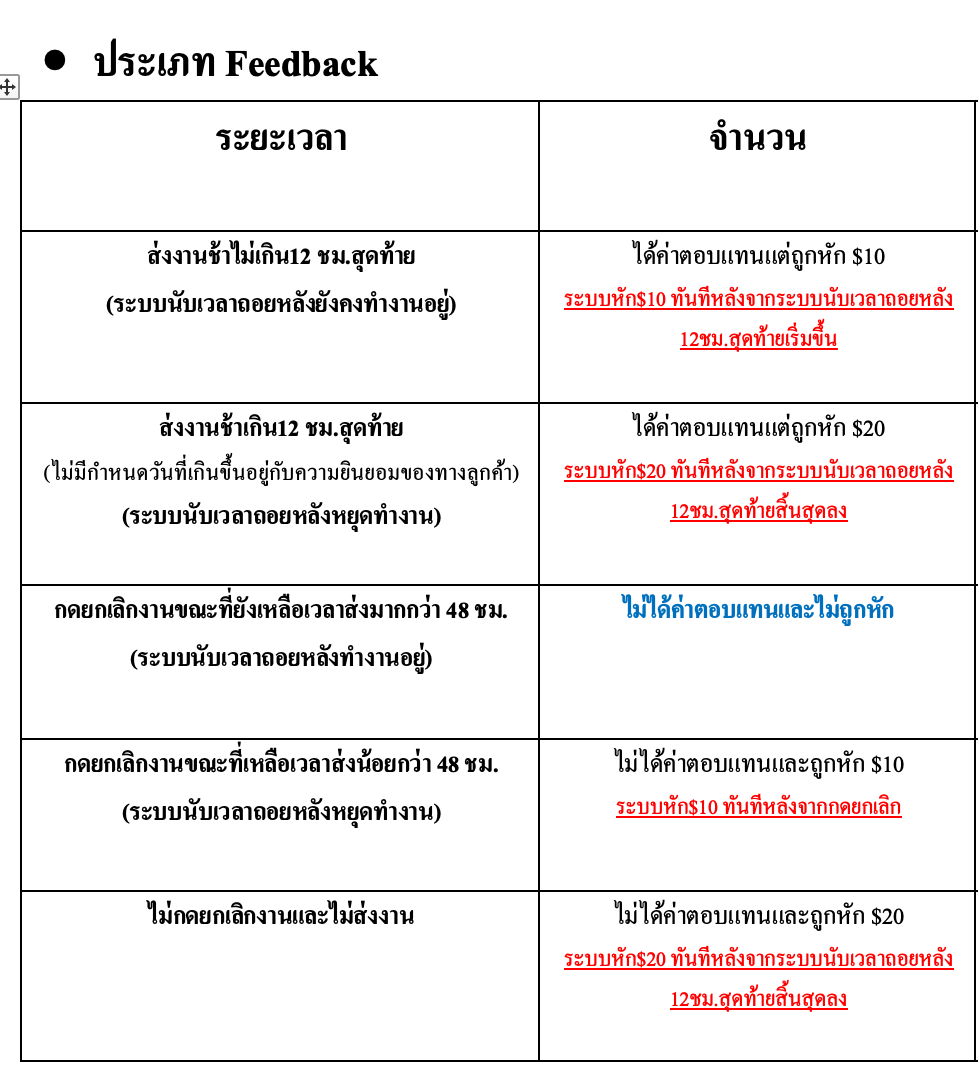 ● ประเภท Feedback
ระยะเวลา
จำนวน
ส่งงานช้าไม่เกิน12 ชม.สุดท้าย
(ระบบนับเวลาถอยหลังยังคงทำงานอยู่)
ได้ค่าตอบแทนแต่ถูกหัก $10
ระบบหัก$10 ทันทีหลังจากระบบนับเวลาถอยหลัง
12ชม.สุดท้ายเริ่มขึ้น
ส่งงานช้าเกิน12 ชม.สุดท้าย
(ไม่มีกำหนดวันที่เกินขึ้นอยู่กับความยินยอมของทางลูกค้า)
(ระบบนับเวลาถอยหลังหยุดทำงาน)
ได้ค่าตอบแทนแต่ถูกหัก $20
ระบบหัก$20 ทันทีหลังจากระบบนับเวลาถอยหลัง
12ชม.สุดท้ายสิ้นสุดลง
กดยกเลิกงานขณะที่ยังเหลือเวลาส่งมากกว่า 48 ชม.
(ระบบนับเวลาถอยหลังทำงานอยู่)
ไม่ได้ค่าตอบแทนและไม่ถูกหัก
กดยกเลิกงานขณะที่เหลือเวลาส่งน้อยกว่า 48 ชม.
(ระบบนับเวลาถอยหลังหยุดทำงาน)
ไม่ได้ค่าตอบแทนและถูกหัก $10
ระบบหัก$10 ทันทีหลังจากกดยกเลิก
ไม่กดยกเลิกงานและไม่ส่งงาน
ไม่ได้ค่าตอบแทนและถูกหัก $20
ระบบหัก$20 ทันทีหลังจากระบบนับเวลาถอยหลัง
12ชม.สุดท้ายสิ้นสุดลง